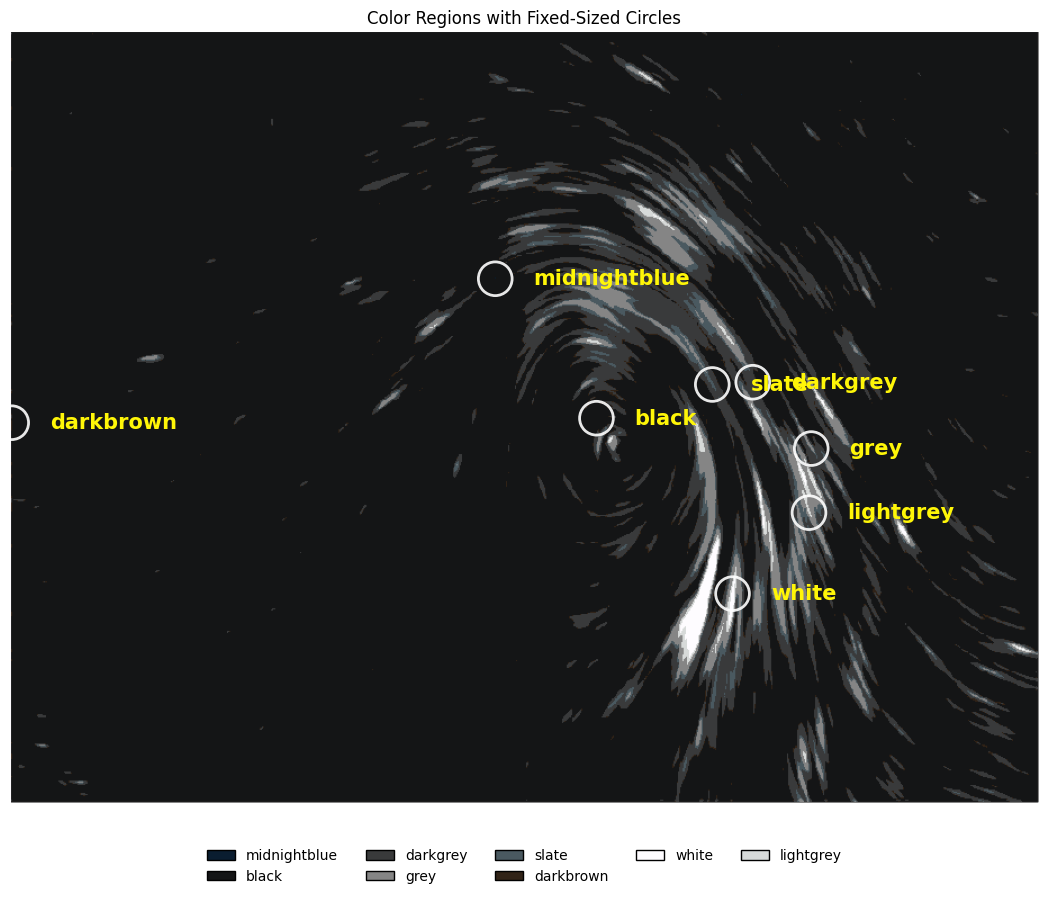 Color Regions with Fixed-Sized Circles
midnightblue
slate
darkgrey
black
darkbrown
grey
lightgrey
white
midnightblue darkgrey slate white lightgrey
black grey darkbrown